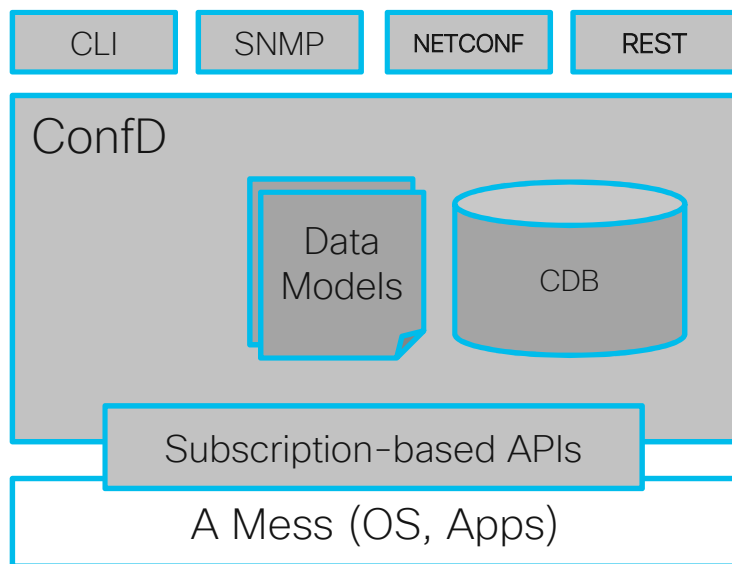 CLI SNMP NETCONF REST
ConfD
Data
Models
CDB
Subscription-based APIs
A Mess (OS, Apps)